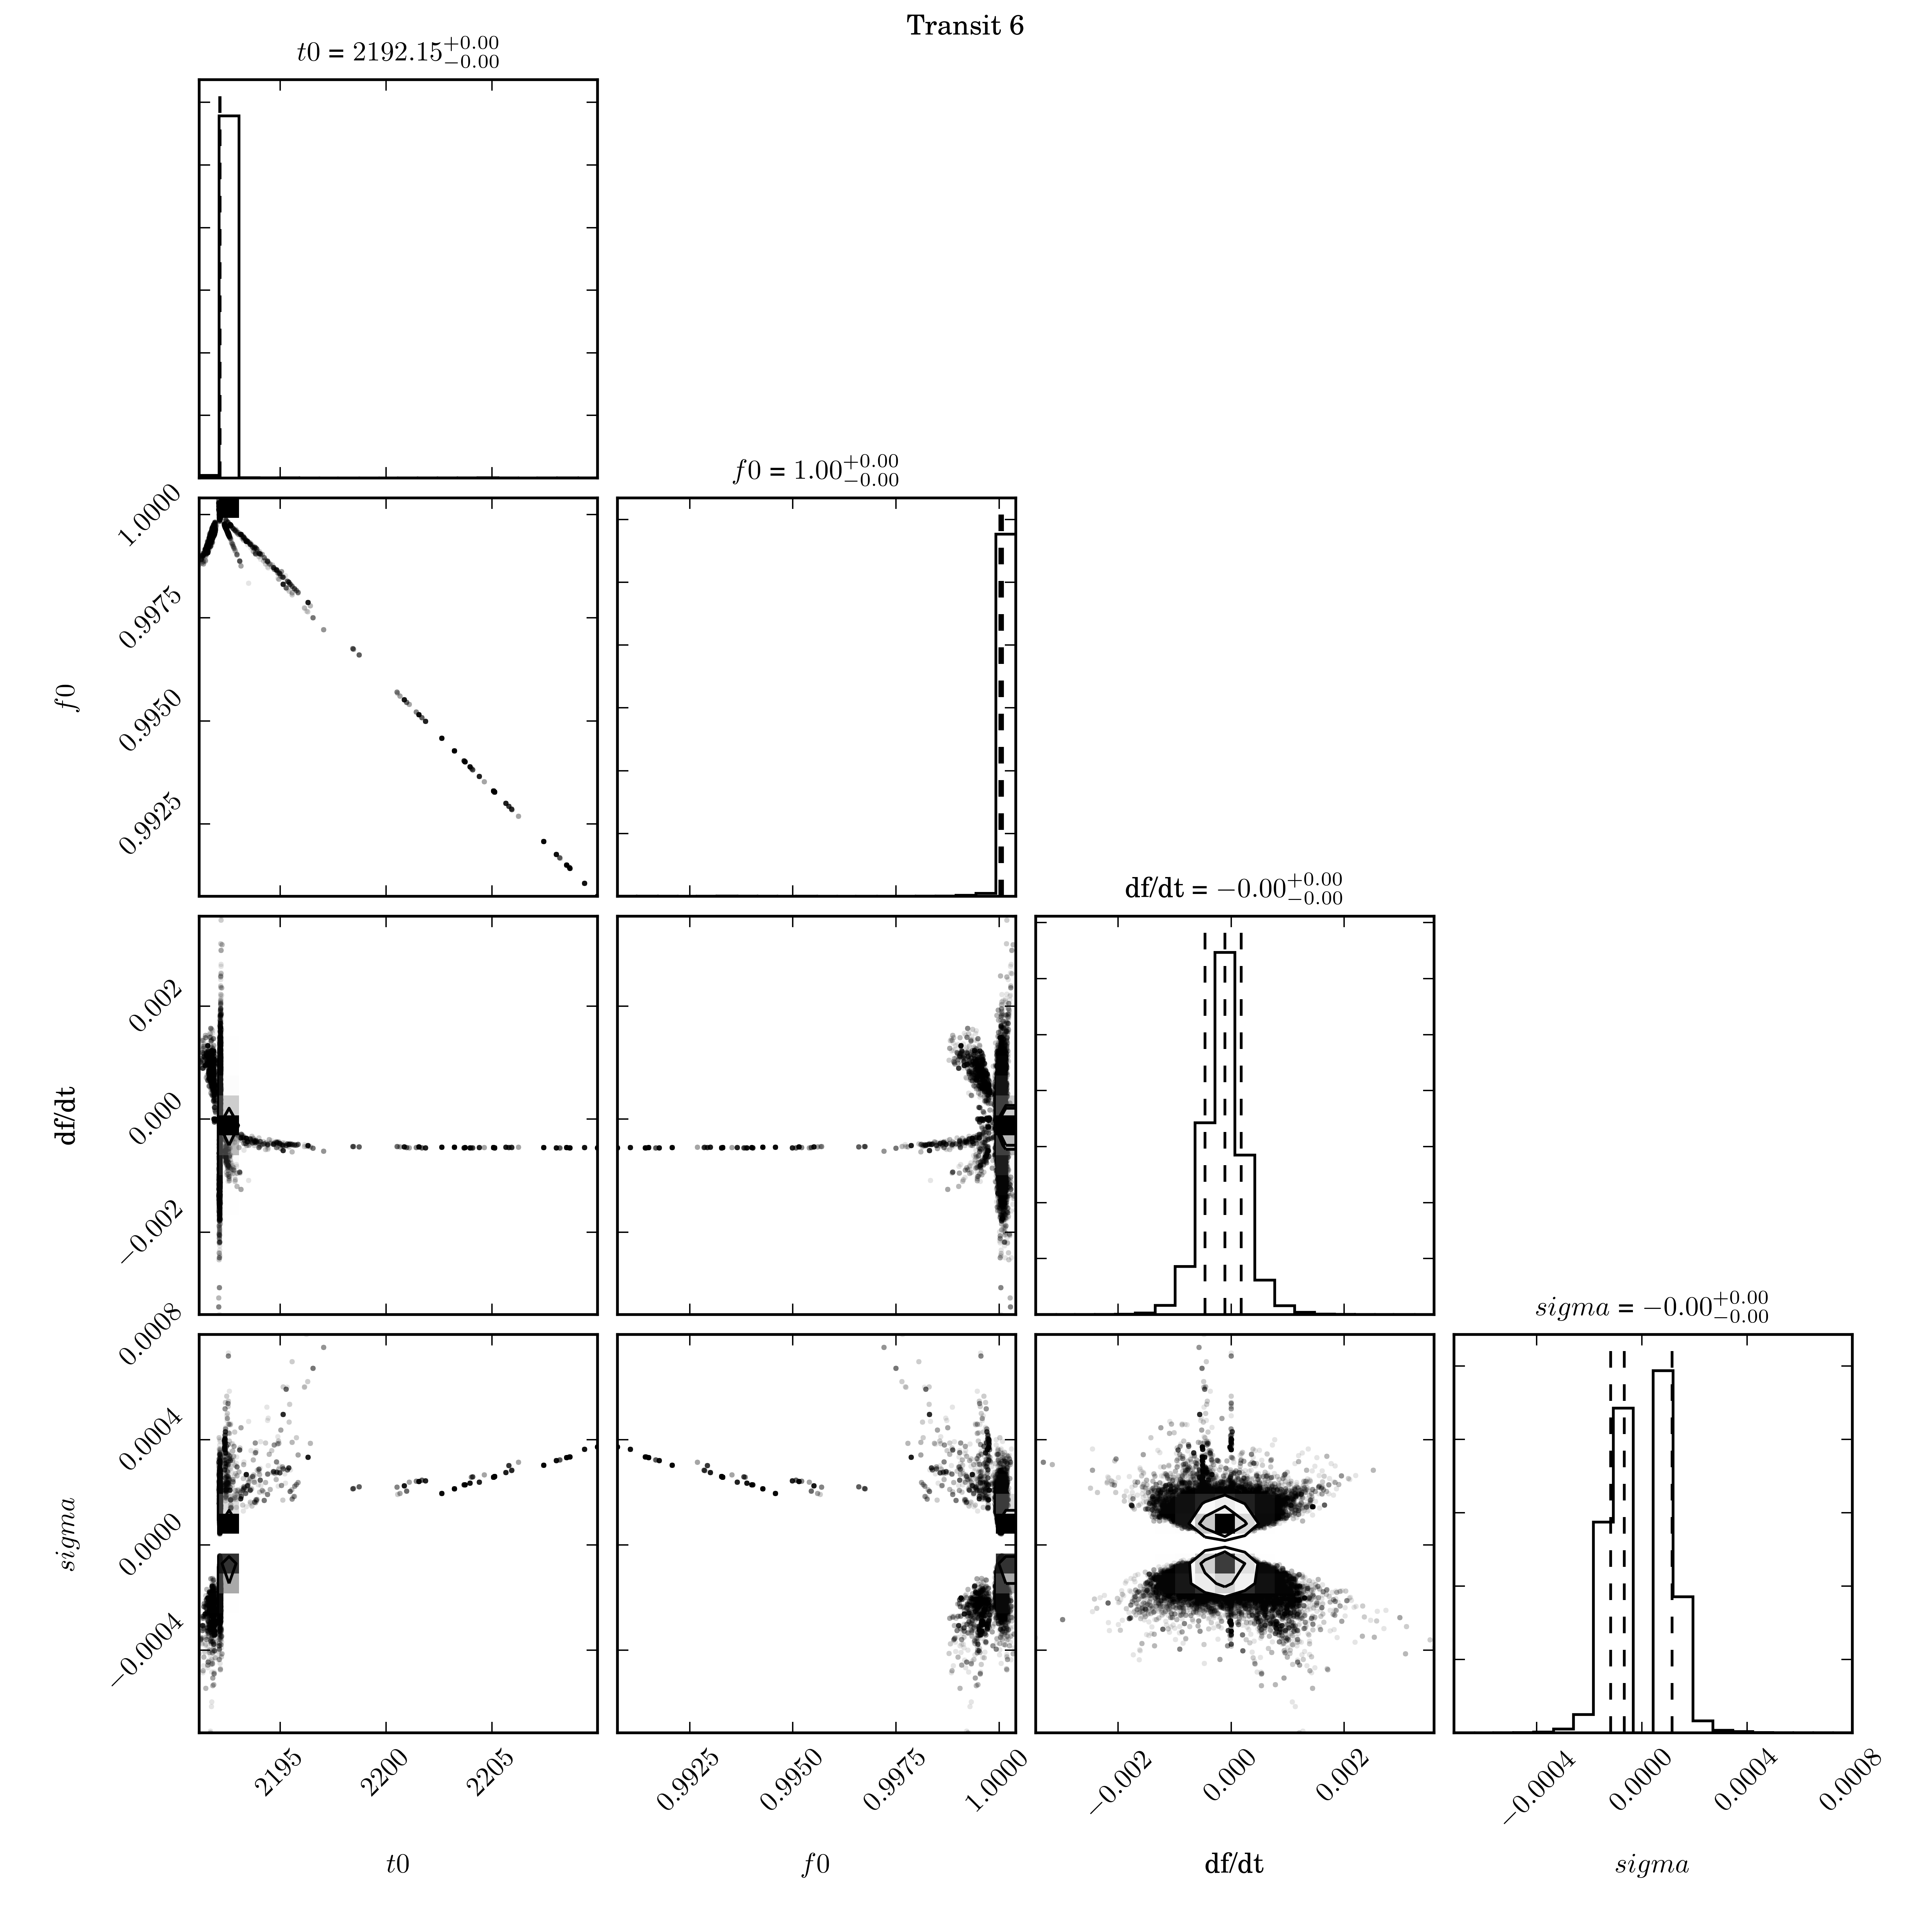 Transit 6
t0 = 2192.15+0.00 −0.00
f0 = 1.00+0.00 −0.00
1.0000
0.9975
0.9950
0.9925
f0
df/dt = −0.00+0.00 −0.00
0.002
0.000
−0.002
df/dt
sigma = −0.00+0.00 −0.00
0.0008
0.0004
0.0000
−0.0004
sigma
2195 2200 2205 0.9925 0.9950 0.9975 1.0000 −0.002 0.000 0.002 −0.0004 0.0000 0.0004 0.0008
t0 f0 df/dt sigma